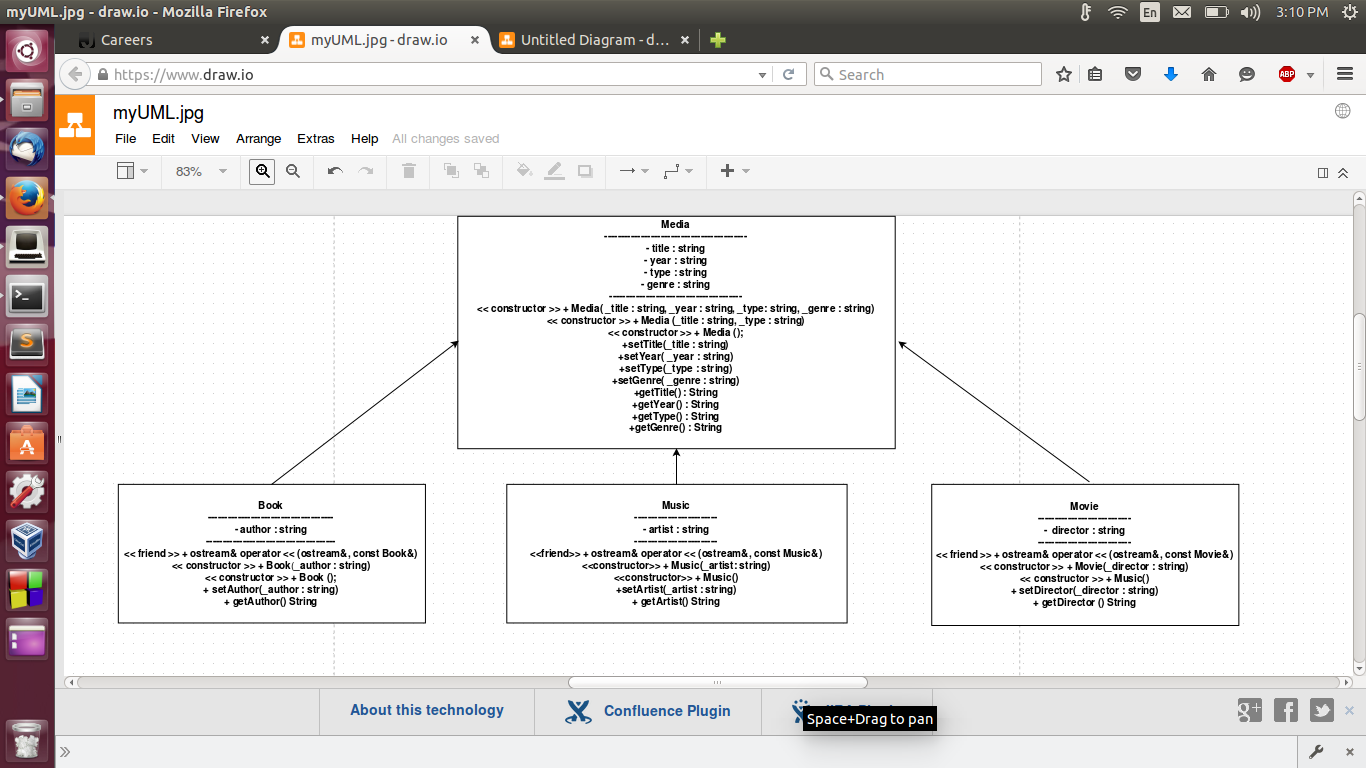 myUML.jpg - draw.io - Mozilla Firefox
En
3:10 PM
Careers
myUML.jpg - draw.io
Untitled Diagram - d...
https://www.draw.io
Search
ABP
myUML.jpg
File Edit View Arrange Extras Help All changes saved
83%
Media
- title : string
- year : string
- type : string
- genre : string
<< constructor >> + Media( _title : string, _year : string, _type: string, _genre : string)
<< constructor >> + Media (_title : string, _type : string)
<< constructor >> + Media ();
+setTitle(_title : string)
+setYear( _year : string)
+setType(_type : string)
+setGenre( _genre : string)
+getTitle() : String
+getYear() : String
+getType() : String
+getGenre() : String
Book
- author : string
<< friend >> + ostream& operator << (ostream&, const Book&)
<< constructor >> + Book(_author : string)
<< constructor >> + Book ();
+ setAuthor(_author : string)
+ getAuthor() String
Music
- artist : string
<<friend>> + ostream& operator << (ostream&, const Music&)
<<constructor>> + Music(_artist: string)
<<constructor>> + Music()
+setArtist(_artist : string)
+ getArtist() String
Movie
- director : string
<< friend >> + ostream& operator << (ostream&, const Movie&)
<< constructor >> + Movie(_director : string)
<< constructor >> + Music()
+ setDirector(_director : string)
+ getDirector () String
About this technology
Confluence Plugin
Space+Drag to pan